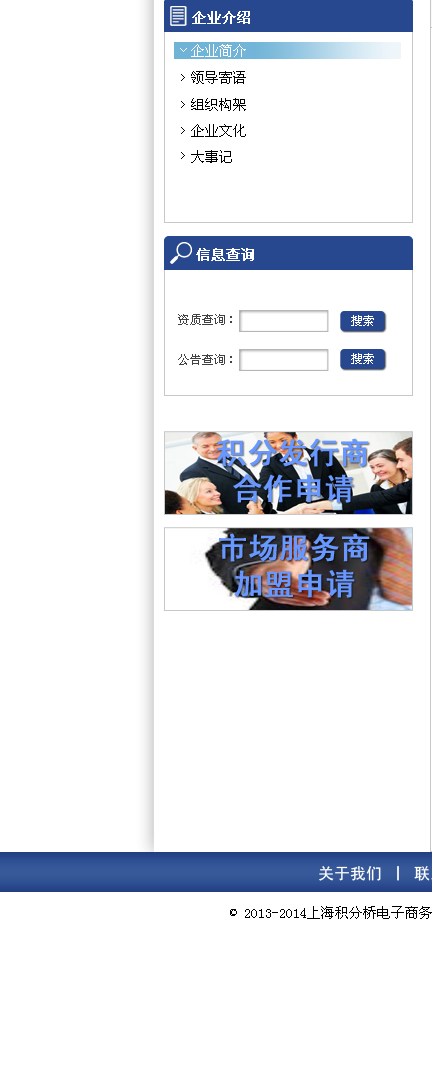 企业介绍
企业简介
领导寄语
组织构架
企业文化
大事记
信息查询
资质查询： 搜索
公告查询： 搜索
积分发行商
合作申请
市场服务商
加盟申请
关于我们 | 联
© 2013-2014上海积分桥电子商务